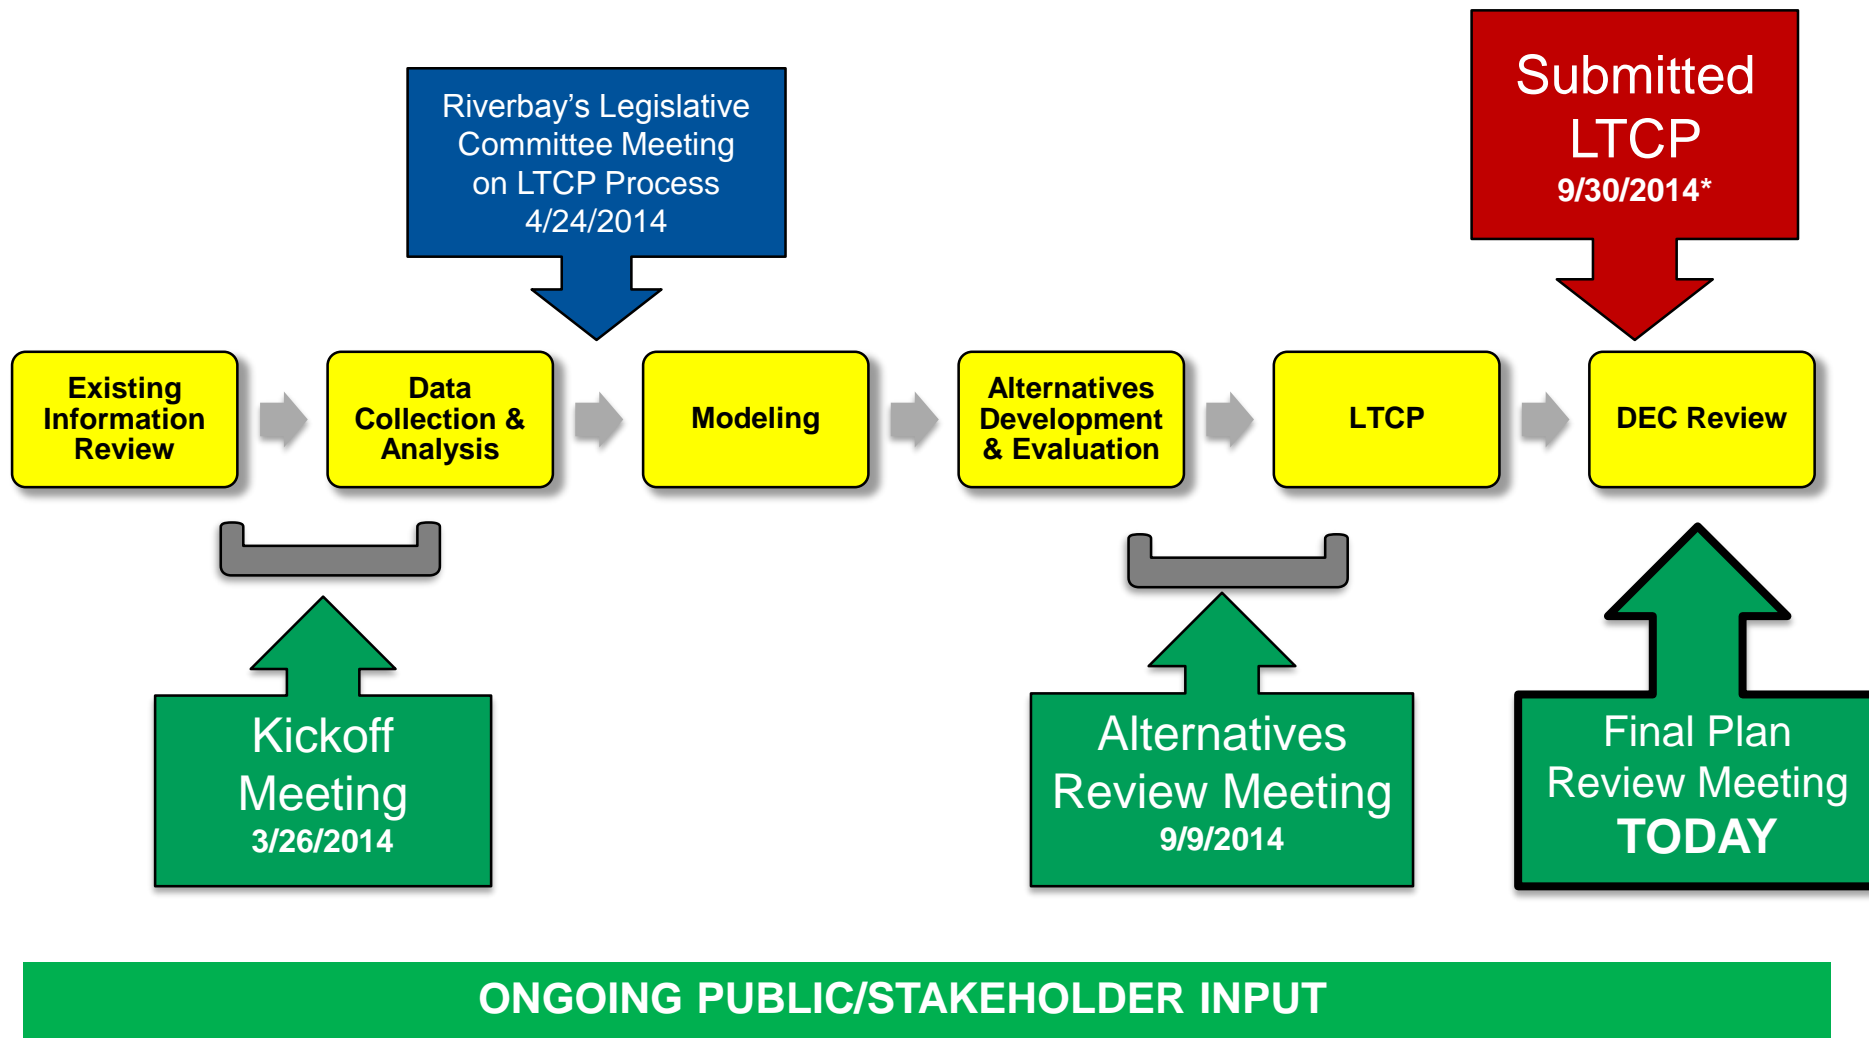 Submitted
LTCP
9/30/2014*
Riverbay's Legislative
Committee Meeting
on LTCP Process
4/24/2014
Existing
Information
Review
Data
Collection &
Analysis
Modeling
Alternatives
Development
& Evaluation
LTCP
DEC Review
Kickoff
Meeting
3/26/2014
Alternatives
Review Meeting
9/9/2014
Final Plan
Review Meeting
TODAY
ONGOING PUBLIC/STAKEHOLDER INPUT